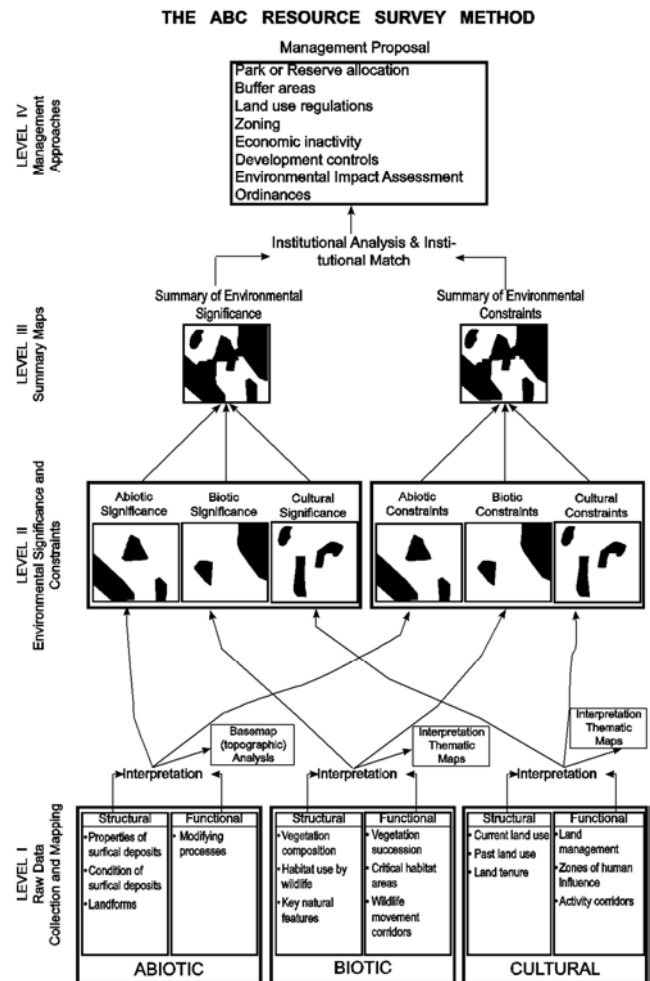 THE ABC RESOURCE SURVEY METHOD
Management Proposal
LEVEL IV
Management
Approaches
Park or Reserve allocation
Buffer areas
Land use regulations
Zoning
Economic inactivity
Development controls
Environmental Impact Assessment
Ordinances
Institutional Analysis & Insti-
tutional Match
LEVEL III
Summary Maps
Summary of Environmental
Significance
Summary of Environmental
Constraints
LEVEL II
Environmental Significance and
Constraints
Abiotic
Significance
Biotic Significance
Cultural Significance
Abiotic
Constraints
Biotic Constraints
Cultural Constraints
Basemap
(topographic)
Analysis
Interpretation
Thematic
Maps
Interpretation
Thematic
Maps
Interpretation
Interpretation
Interpretation
LEVEL I
Raw Data
Collection and Mapping
Structural
• Properties of
surfical deposits
• Condition of
surfical deposits
• Landforms
Functional
• Modifying
processes
ABIOTIC
Structural
• Vegetation
composition
• Habitat use by
wildlife
• Key natural
features
Functional
• Vegetation
succession
• Critical habitat
areas
• Wildlife
movement
corridors
BIOTIC
Structural
• Current land use
• Past land use
• Land tenure
Functional
• Land
management
• Zones of human
Influence
• Activity corridors
CULTURAL